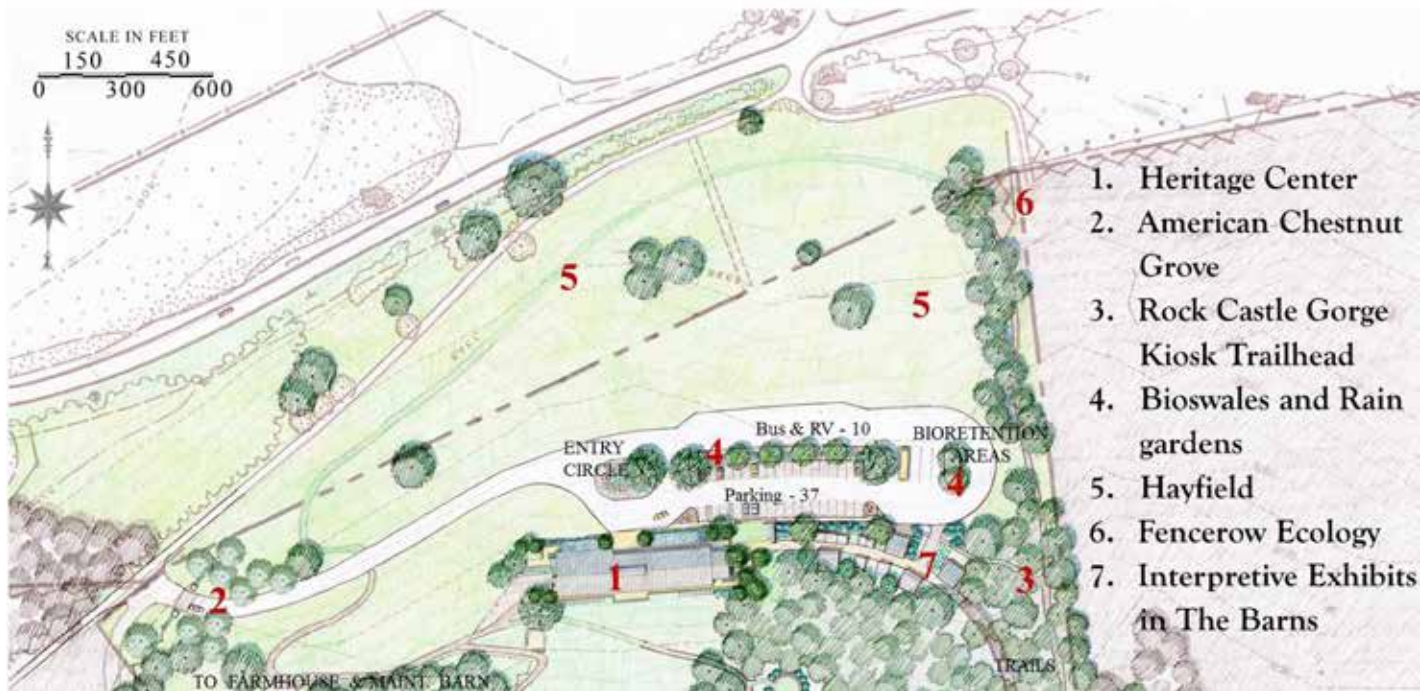 SCALE IN FEET
150 450
0 300 600
1. Heritage Center
2. American Chestnut
Grove
3. Rock Castle Gorge
Kiosk Trailhead
4. Bioswales and Rain
gardens
5. Hayfield
6. Fencerow Ecology
7. Interpretive Exhibits
in The Barns
6
5
5
Bus & RV - 10
ENTRY
CIRCLE
4
BIORETENTION
AREAS
4
Parking - 37
1
7
3
2
TRAILS
TO FARMHOUSE & MAINT. BARN